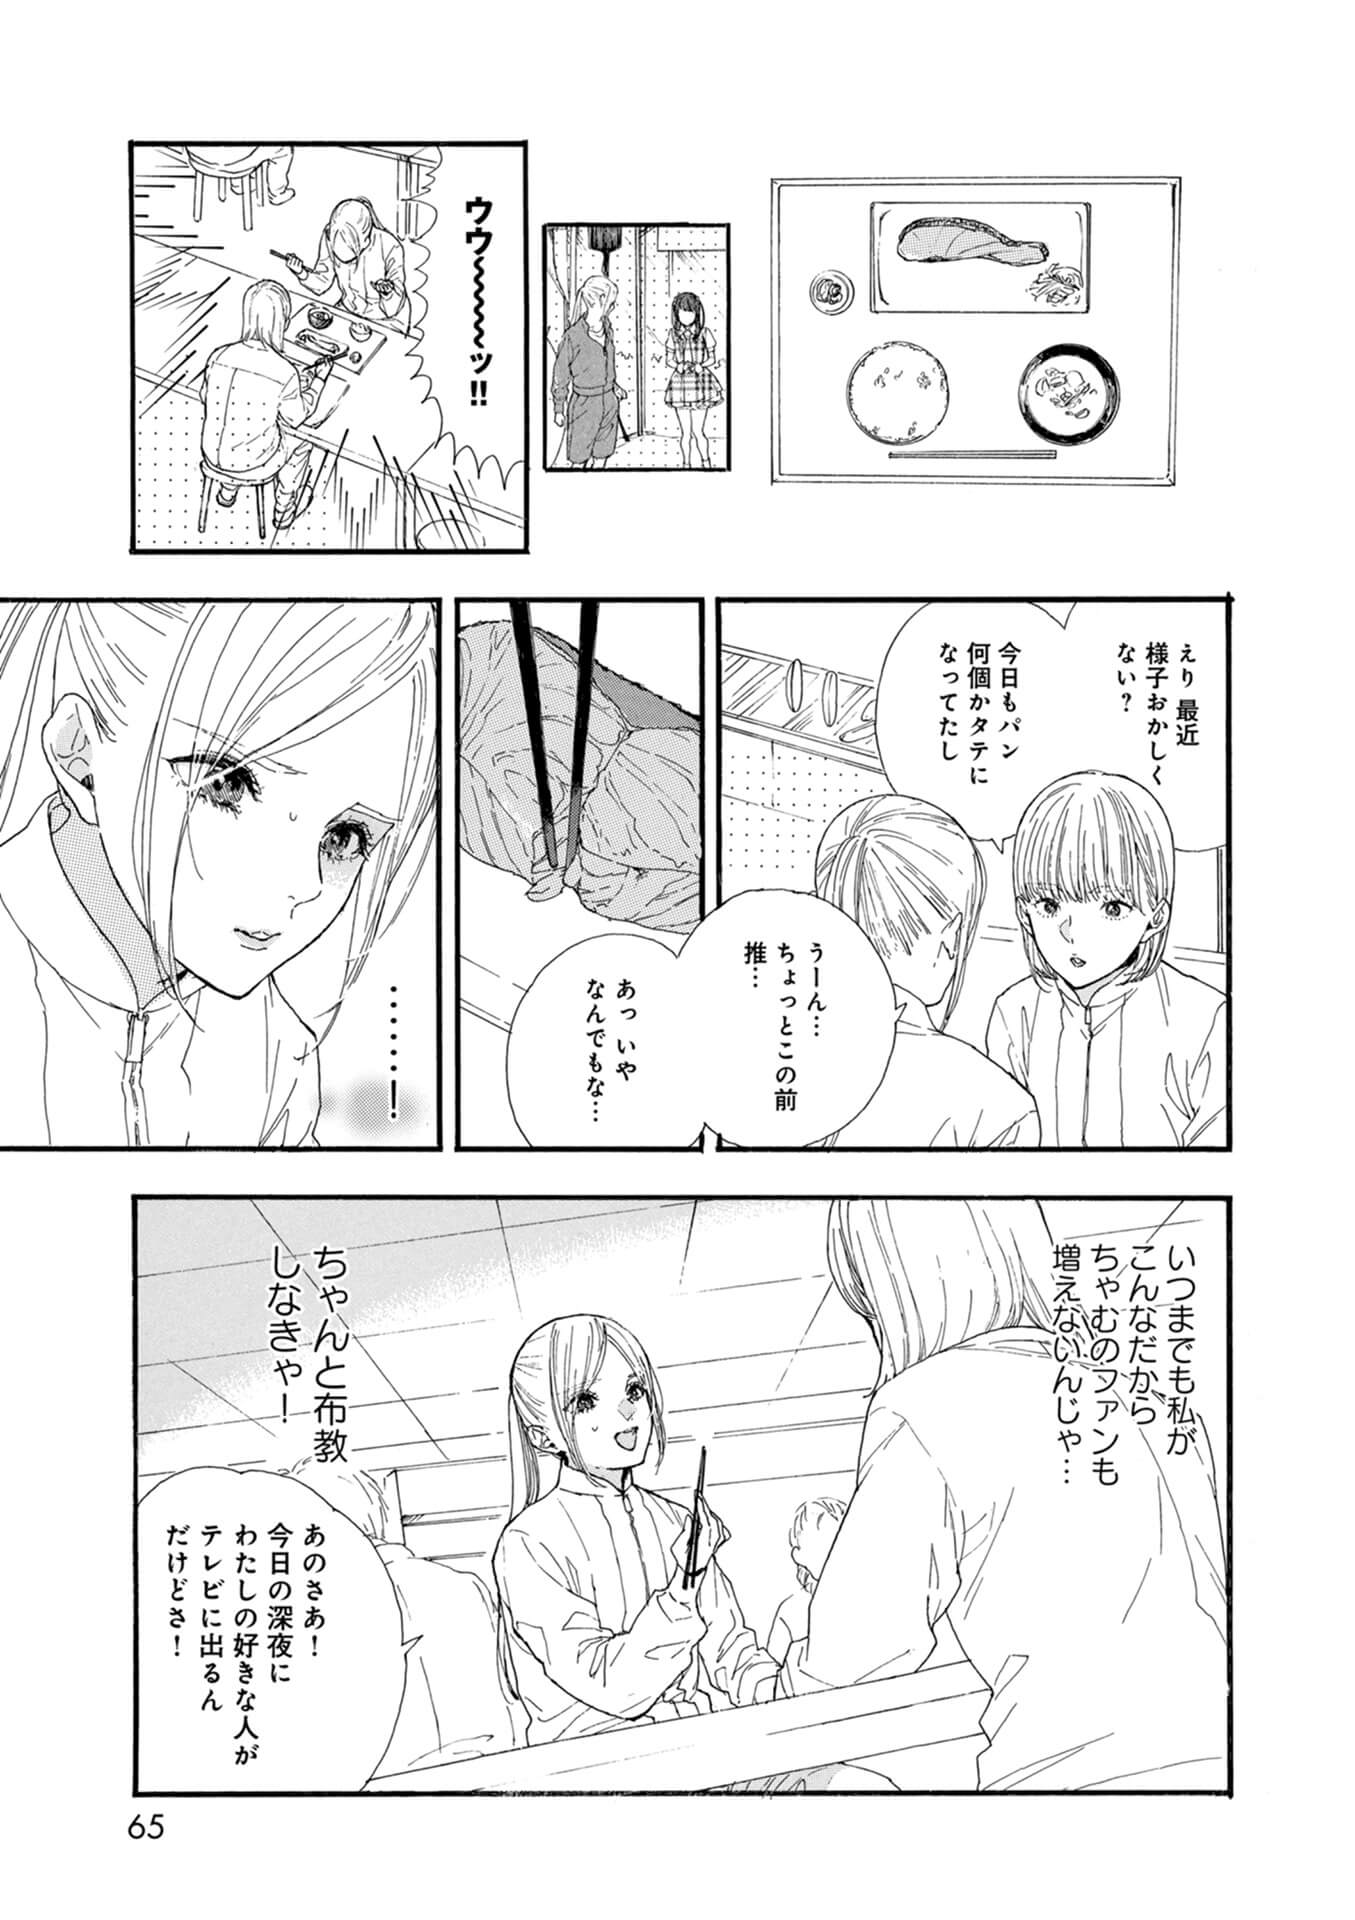 ウウ〜〜〜〜ッ!!
えり 最近
様子おかしく
ない?
今日もパン
何個かタテに
なってたし
うーん…
ちょっとこの前
推…
あっ いや
なんでもな…
………!
いつまでも私が
こんなだから
ちゃむのファンも
増えないんじゃ…
ちゃんと布教
しなきゃ!
あのさあ!
今日の深夜に
わたしの好きな人が
テレビに出るん
だけどさ!
65